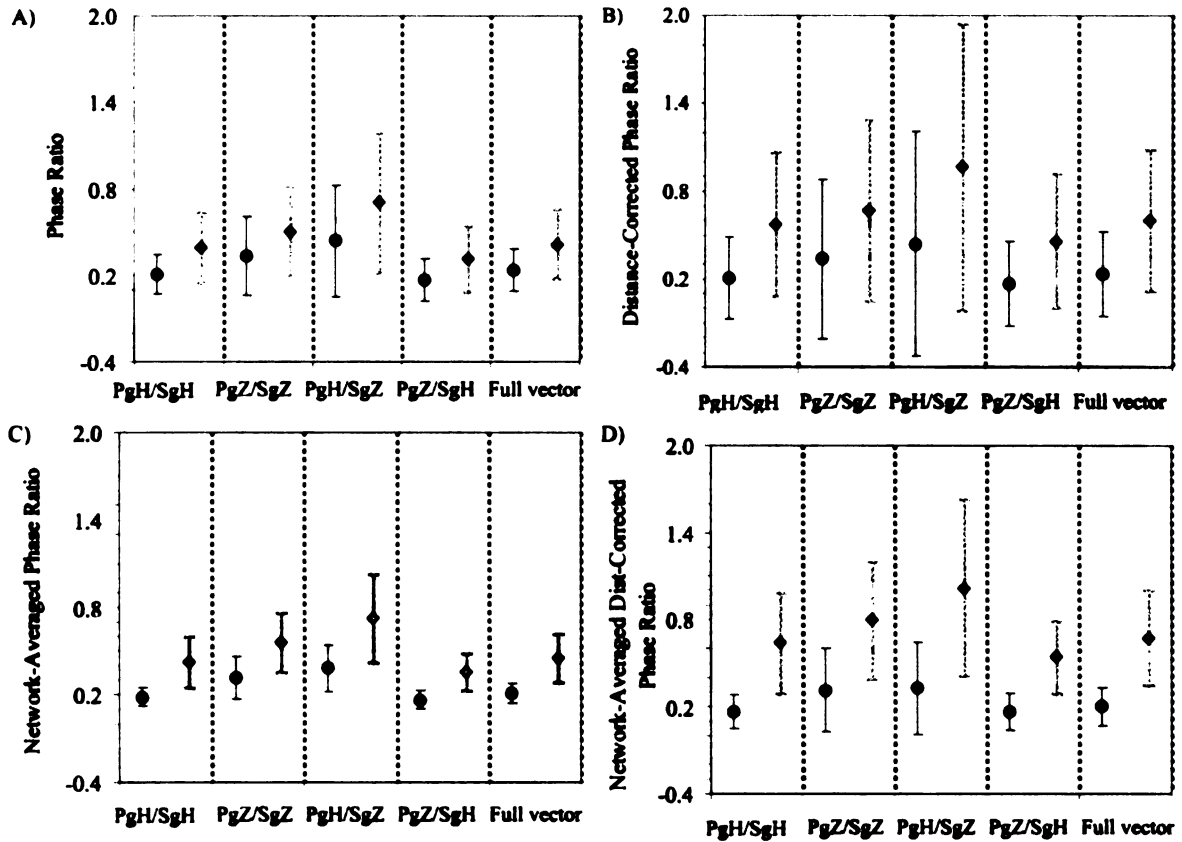 A)
Phase Ratio
2.0
1.4
0.8
0.2
-0.4
PgH/SgH PgZ/SgZ PgH/SgZ PgZ/SgH Full vector
B)
Distance-Corrected Phase Ratio
2.0
1.4
0.8
0.2
-0.4
PgH/SgH PgZ/SgZ PgH/SgZ PgZ/SgH Full vector
C)
Network-Averaged Phase Ratio
2.0
1.4
0.8
0.2
-0.4
PgH/SgH PgZ/SgZ PgH/SgZ PgZ/SgH Full vector
D)
Network-Averaged Dist-Corrected
Phase Ratio
2.0
1.4
0.8
0.2
-0.4
PgH/SgH PgZ/SgZ PgH/SgZ PgZ/SgH Full vector